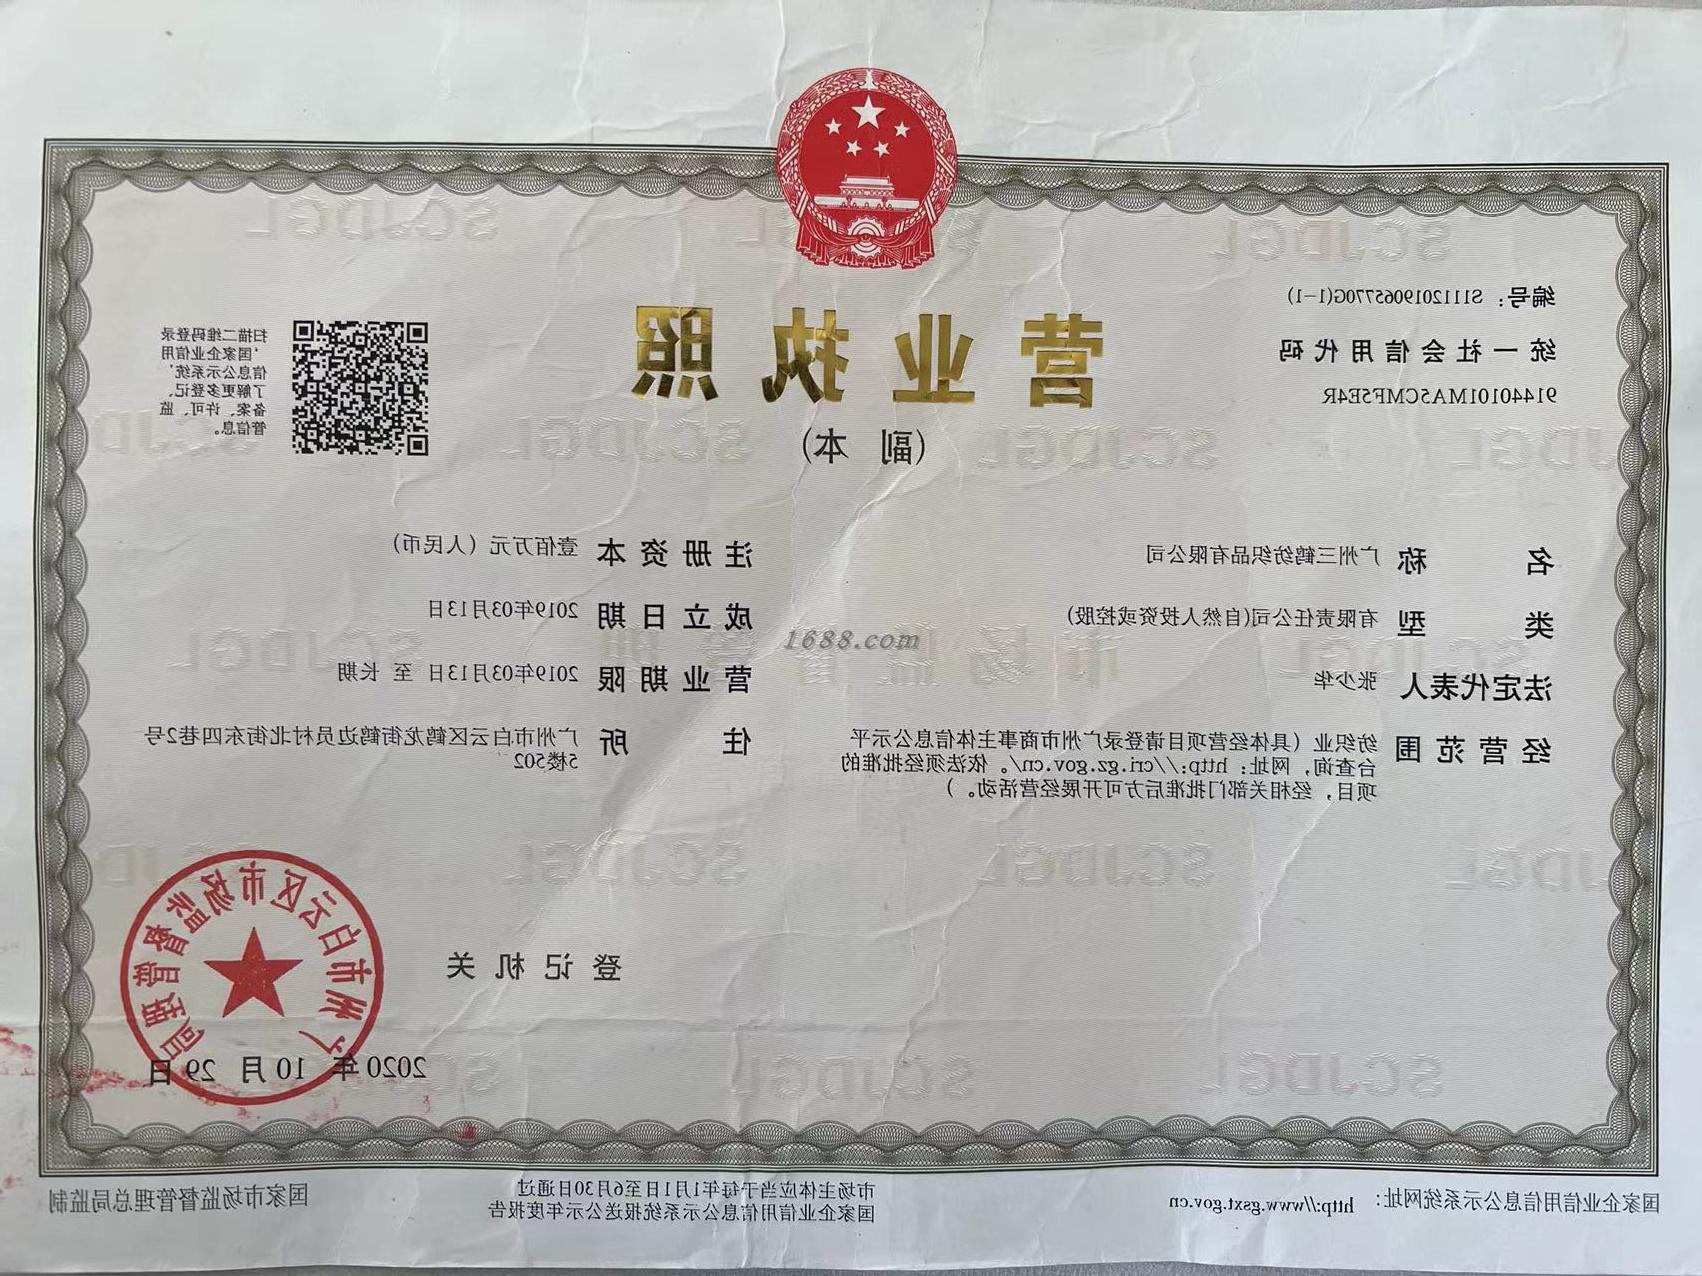 编号：S1112019065770G(1-1)
统一社会信用代码
91440101MA5CMF5E4R
营业执照
（副 本）
扫描二维码登录
‘国家企业信用
信息公示系统’
了解更多登记、
备案、许可、监
管信息。
名称 广州三鹤纺织品有限公司
类型 有限责任公司(自然人投资或控股)
法定代表人 张少华
经营范围 纺织业（具体经营项目请登录广州市商事主体信息公示平
台查询，网址：http://cri.gz.gov.cn/。依法须经批准的
项目，经相关部门批准后方可开展经营活动。）
注册资本 壹佰万元（人民币）
成立日期 2019年03月13日
营业期限 2019年03月13日 至 长期
住所 广州市白云区鹤龙街鹤边员村北街东四巷2号
5楼502
1688.com
登记机关
广州市白云区市场监督管理局
2020年 10月 29日
国家企业信用信息公示系统网址： http://www.gsxt.gov.cn
市场主体应当于每年1月1日至6月30日通过
国家企业信用信息公示系统报送公示年度报告
国家市场监督管理总局监制
SCJDGL